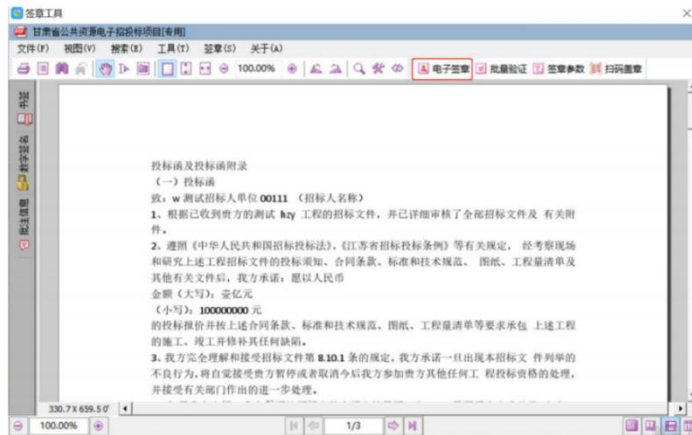 签章工具
甘肃省公共资源电子招投标项目[专用]
文件(F) 视图(V) 搜索(E) 工具(T) 签章(S) 关于(A)
100.00% 电子签章 批量验证 签章参数 扫码盖章
书签
数字签名
批注信息
投标函及投标函附录
（一）投标函
致：w 测试招标人单位 00111 （招标人名称）
1、根据已收到贵方的测试 hzy 工程的招标文件，并已详细审核了全部招标文件及 有关附
件。
2、遵照《中华人民共和国招标投标法》、《江苏省招标投标条例》等有关规定， 经考察现场
和研究上述工程招标文件的投标须知、合同条款、标准和技术规范、 图纸、工程量清单及
其他有关文件后，我方承诺：愿以人民币
金额（大写）：壹亿元
（小写）：100000000 元
的投标报价并按上述合同条款、标准和技术规范、图纸、工程量清单等要求承包 上述工程
的施工、竣工并修补其任何缺陷。
3、我方完全理解和接受招标文件第 8.10.1 条的规定，我方承诺一旦出现本招标文 件列举的
不良行为，将自觉接受贵方暂停或者取消今后我方参加贵方其他任何工 程投标资格的处理，
并接受有关部门作出的进一步处理。
330.7 X 659.5 0'
100.00% 1/3